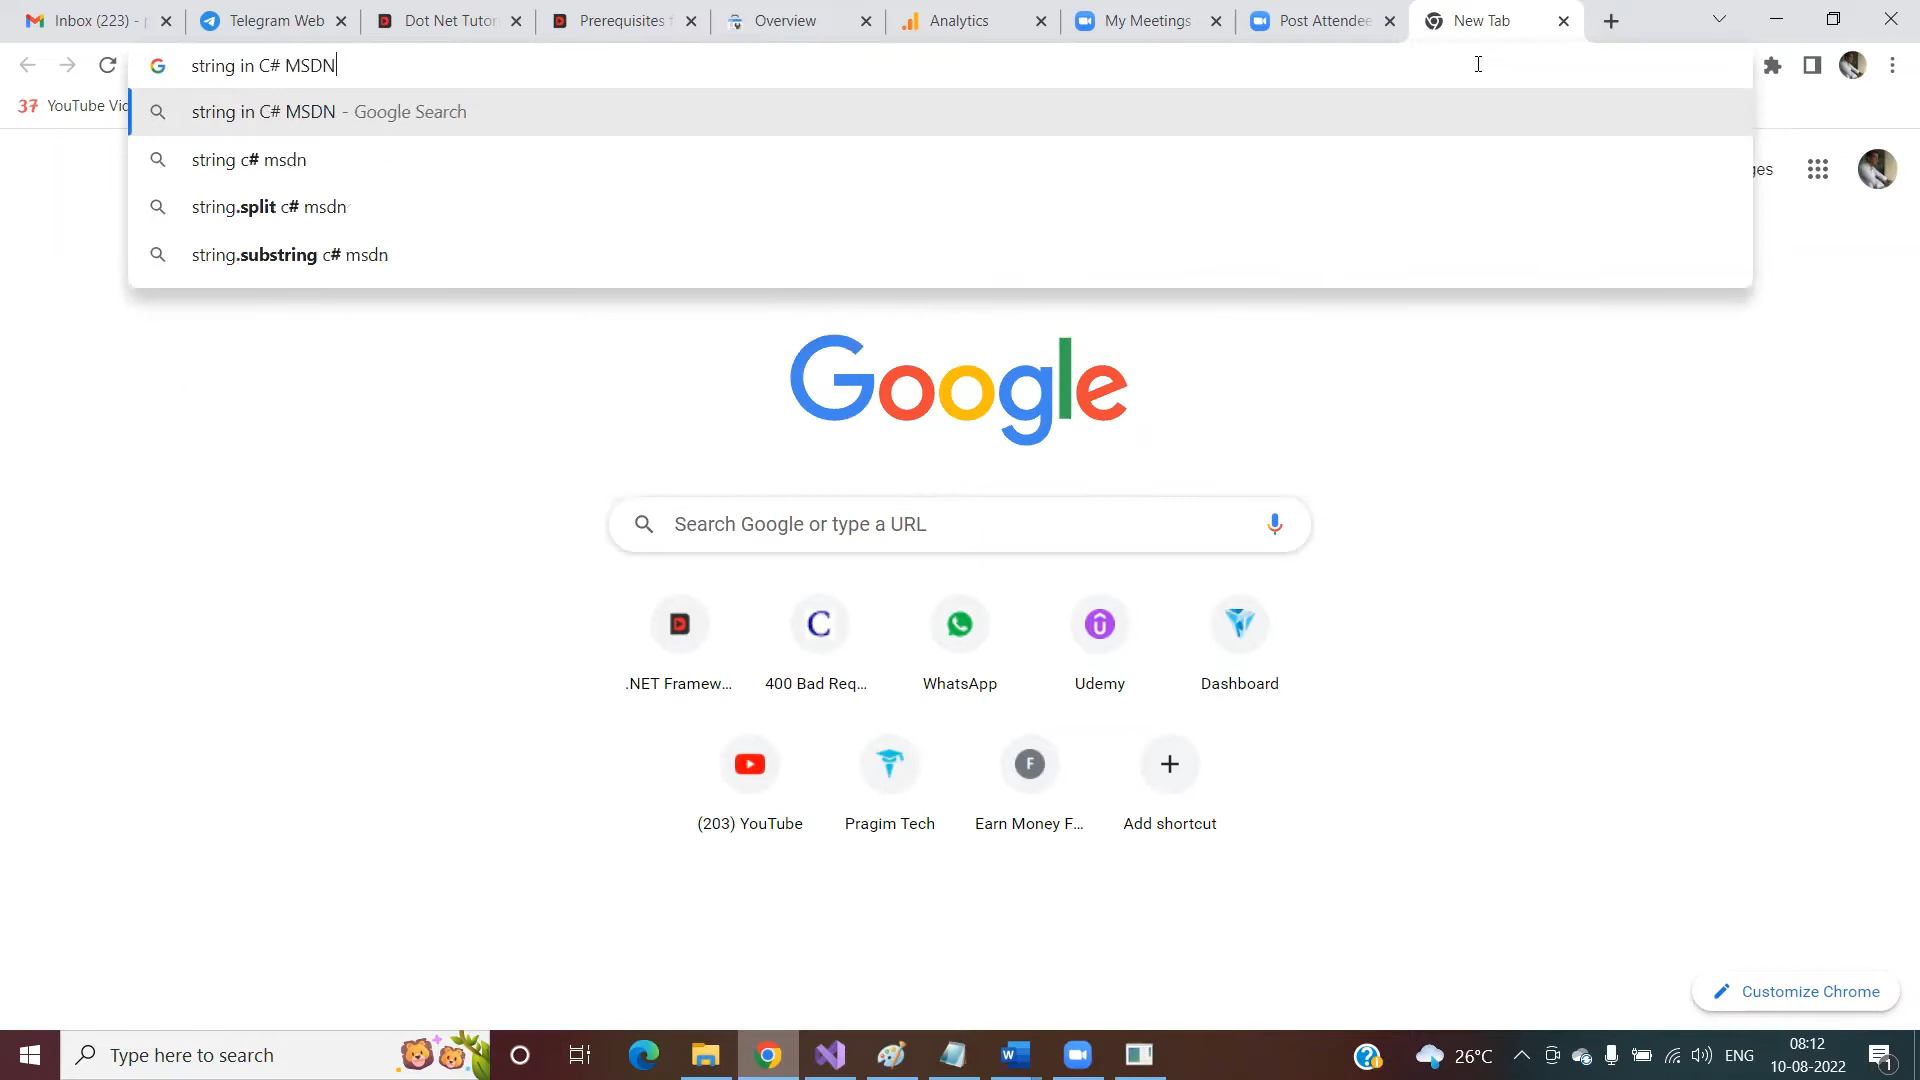 Inbox (223) -
Telegram Web
Dot Net Tutor
Prerequisites f
Overview
Analytics
My Meetings
Post Attendee
New Tab
string in C# MSDN
YouTube Vid
string in C# MSDN - Google Search
string c# msdn
string.split c# msdn
string.substring c# msdn
ges
Google
Search Google or type a URL
D
C
.NET Framew...
400 Bad Req...
WhatsApp
Udemy
Dashboard
F
(203) YouTube
Pragim Tech
Earn Money F...
Add shortcut
Customize Chrome
Type here to search
26°C
ENG
08:12
10-08-2022
1